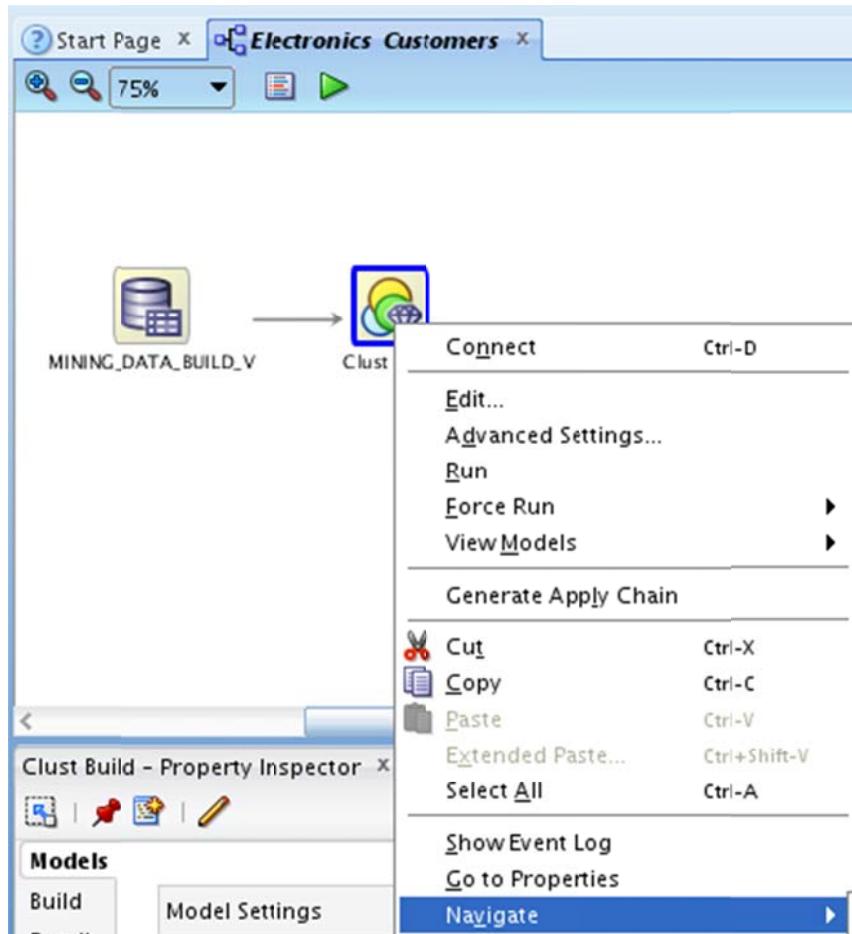 Start Page x Electronics Customers x
75%
MINING_DATA_BUILD_V
Clust
Connect Ctrl-D
Edit...
Advanced Settings...
Run
Force Run
View Models
Generate Apply Chain
Cut Ctrl-X
Copy Ctrl-C
Paste Ctrl-V
Extended Paste... Ctrl+Shift-V
Select All Ctrl-A
Show Event Log
Go to Properties
Navigate
Clust Build - Property Inspector x
Models
Build
Model Settings